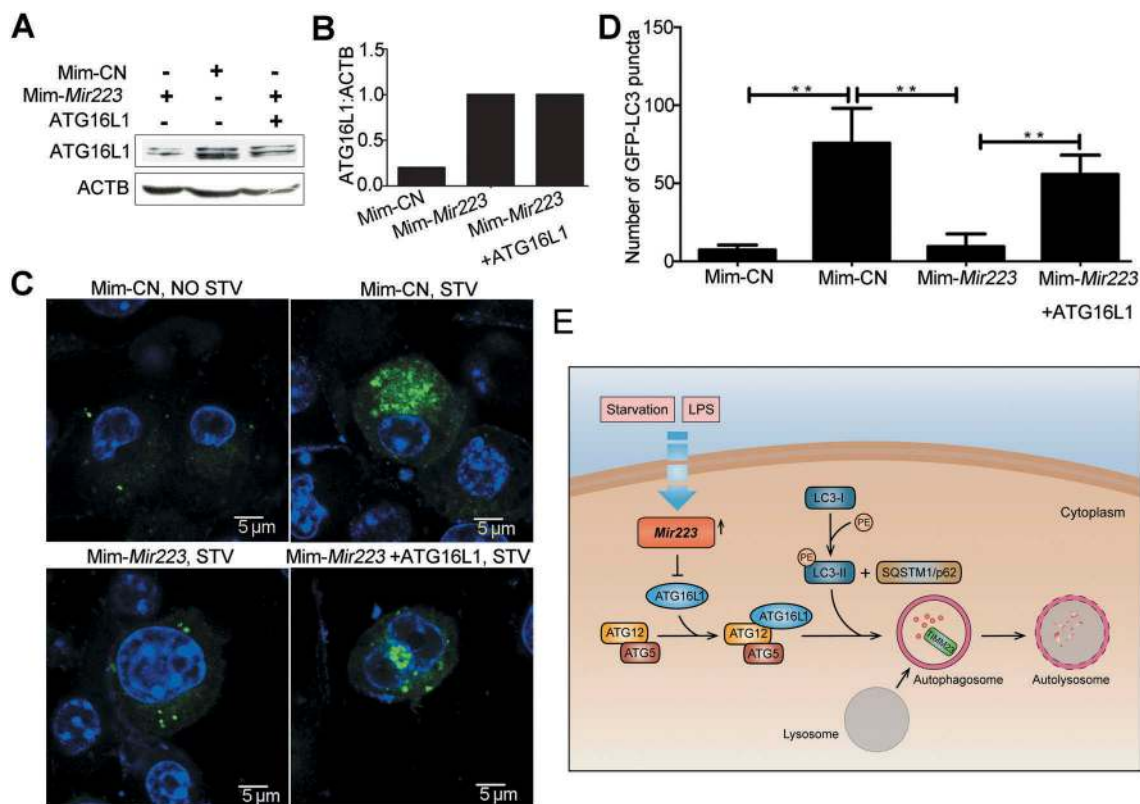 A
Mim-CN - + -
Mim-Mir223 + - +
ATG16L1 - - +
ATG16L1
ACTB
B
ATG16L1:ACTB
1.5
1.0
0.5
0.0
Mim-CN
Mim-Mir223
Mim-Mir223
+ATG16L1
C
Mim-CN, NO STV
Mim-CN, STV
5 µm
5 µm
Mim-Mir223, STV
Mim-Mir223 +ATG16L1, STV
5 µm
5 µm
D
Number of GFP-LC3 puncta
150
100
50
0
* *
* *
* *
Mim-CN
Mim-CN
Mim-Mir223
Mim-Mir223
+ATG16L1
E
Starvation
LPS
Cytoplasm
Mir223
LC3-I
PE
PE
LC3-II + SQSTM1/p62
ATG16L1
ATG16L1
ATG12
ATG5
ATG12
ATG5
TIMM23
Autophagosome
Autolysosome
Lysosome